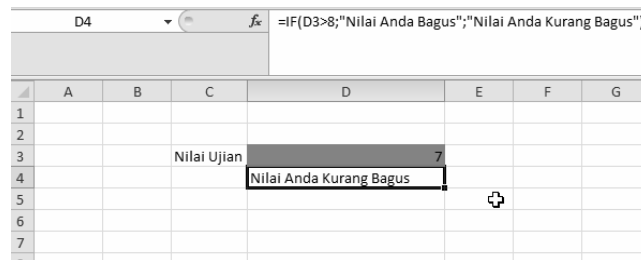 D4 fx =IF(D3>8;"Nilai Anda Bagus";"Nilai Anda Kurang Bagus")
A B C D E F G
1
2
3 Nilai Ujian 7
4 Nilai Anda Kurang Bagus
5
6
7